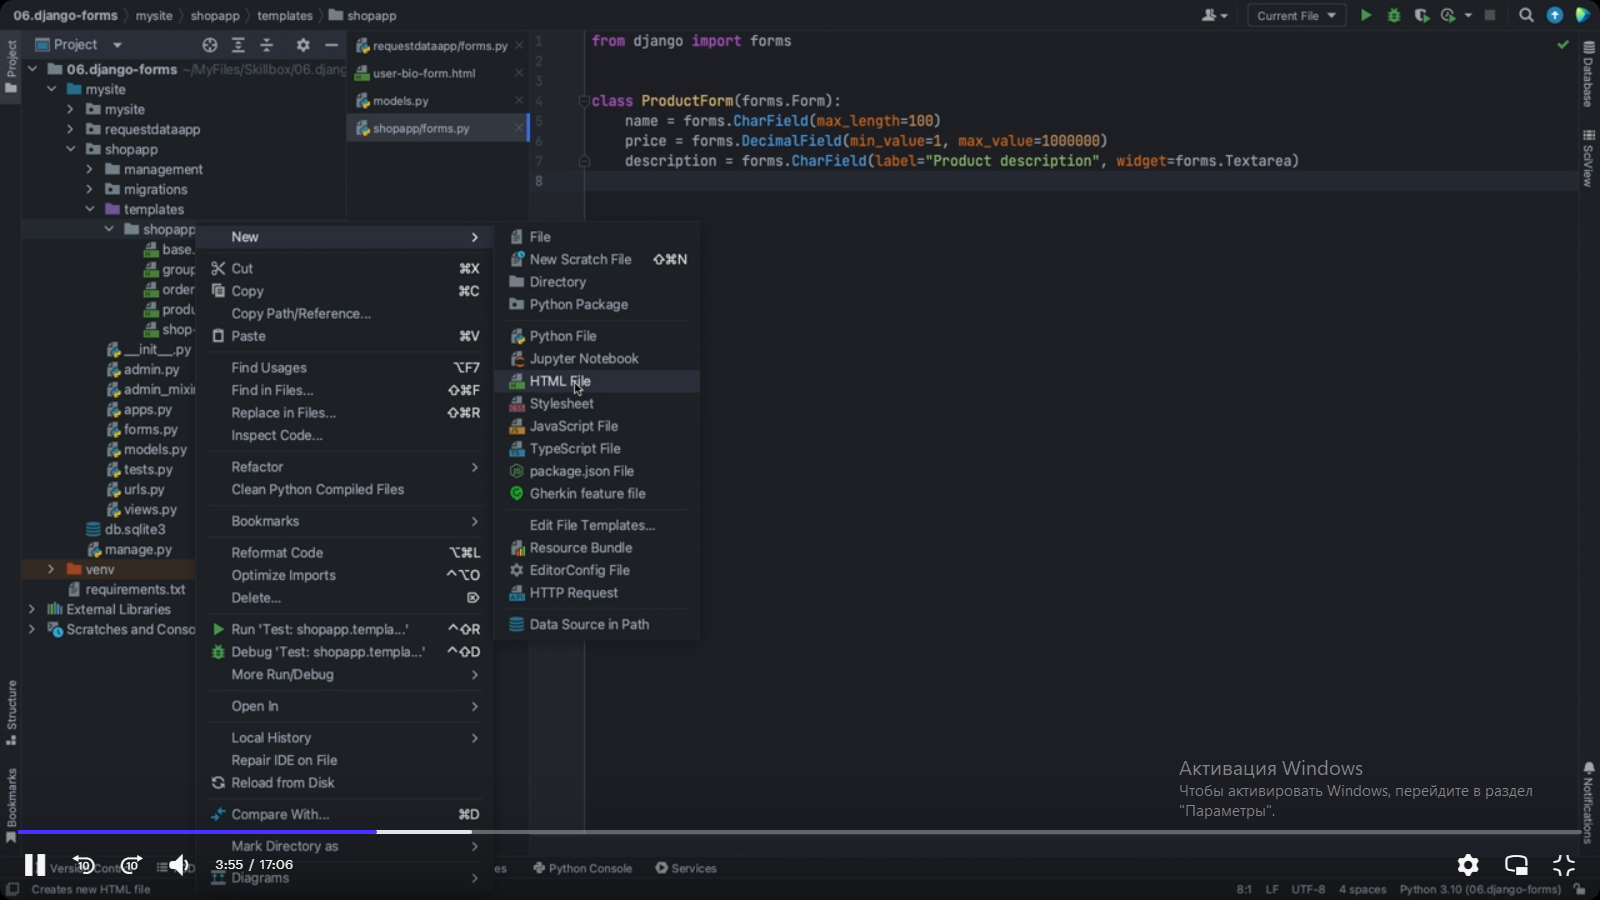 06.django-forms mysite shopapp templates shopapp
Current File
Project
06.django-forms ~/MyFiles/Skillbox/06.djang
mysite
mysite
requestdataapp
shopapp
management
migrations
templates
shopapp
base.
group
order
produ
shop-
__init__.py
admin.py
admin_mixi
apps.py
forms.py
models.py
tests.py
urls.py
views.py
db.sqlite3
manage.py
venv
requirements.txt
External Libraries
Scratches and Conso
Project
Structure
Bookmarks
requestdataapp/forms.py
user-bio-form.html
models.py
shopapp/forms.py
1 from django import forms
2
3
4 class ProductForm(forms.Form):
5 name = forms.CharField(max_length=100)
6 price = forms.DecimalField(min_value=1, max_value=1000000)
7 description = forms.CharField(label="Product description", widget=forms.Textarea)
8
Database
SciView
Notifications
New
Cut ⌘X
Copy ⌘C
Copy Path/Reference...
Paste ⌘V
Find Usages ⌥F7
Find in Files... ⇧⌘F
Replace in Files... ⇧⌘R
Inspect Code...
Refactor
Clean Python Compiled Files
Bookmarks
Reformat Code ⌥⌘L
Optimize Imports ^⌥O
Delete... ⌦
Run 'Test: shopapp.templa...' ^⇧R
Debug 'Test: shopapp.templa...' ^⇧D
More Run/Debug
Open In
Local History
Repair IDE on File
Reload from Disk
Compare With... ⌘D
Mark Directory as
Diagrams
File
New Scratch File ⇧⌘N
Directory
Python Package
Python File
Jupyter Notebook
HTML File
Stylesheet
JavaScript File
TypeScript File
package.json File
Gherkin feature file
Edit File Templates...
Resource Bundle
EditorConfig File
HTTP Request
Data Source in Path
Активация Windows
Чтобы активировать Windows, перейдите в раздел
"Параметры".
10 10 3:55 / 17:06
Python Console Services
Creates new HTML file
8:1 LF UTF-8 4 spaces Python 3.10 (06.django-forms)